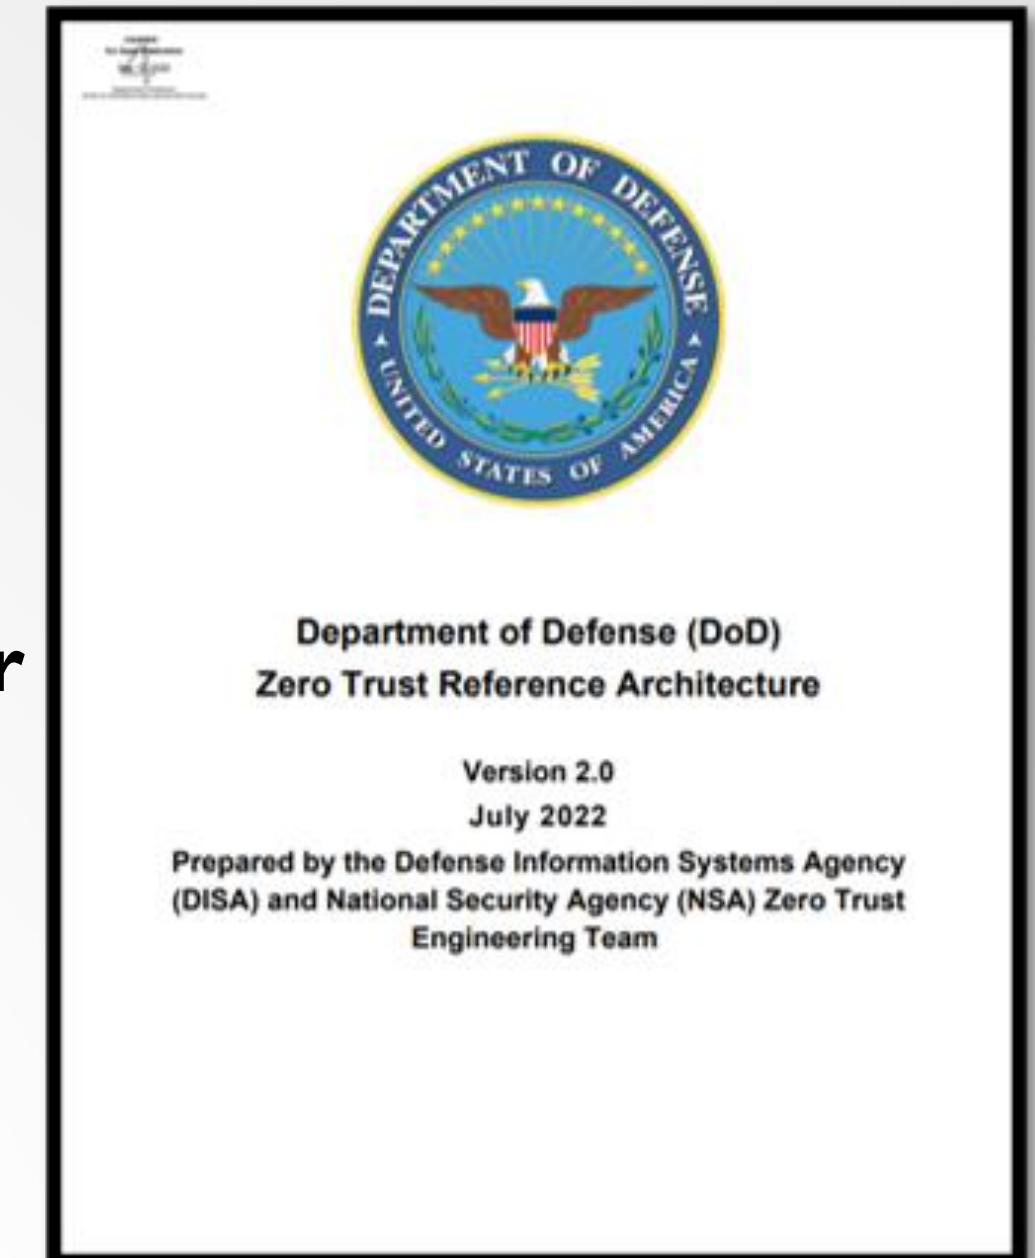 DEPARTMENT OF DEFENSE
UNITED STATES OF AMERICA
r
Department of Defense (DoD)
Zero Trust Reference Architecture
Version 2.0
July 2022
Prepared by the Defense Information Systems Agency
(DISA) and National Security Agency (NSA) Zero Trust
Engineering Team